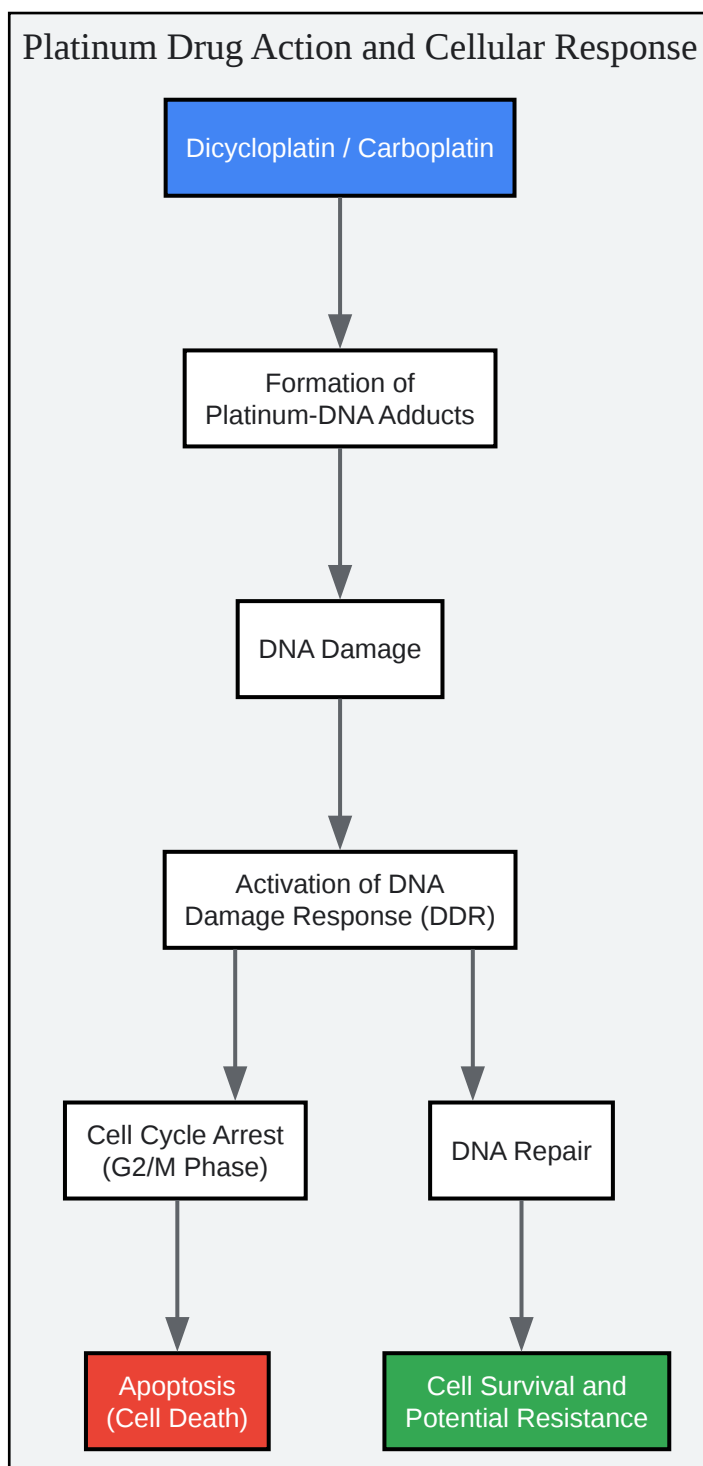 Platinum Drug Action and Cellular Response
Dicycloplatin / Carboplatin
Formation of
Platinum-DNA Adducts
DNA Damage
Activation of DNA
Damage Response (DDR)
Cell Cycle Arrest
(G2/M Phase)
DNA Repair
Apoptosis
(Cell Death)
Cell Survival and
Potential Resistance